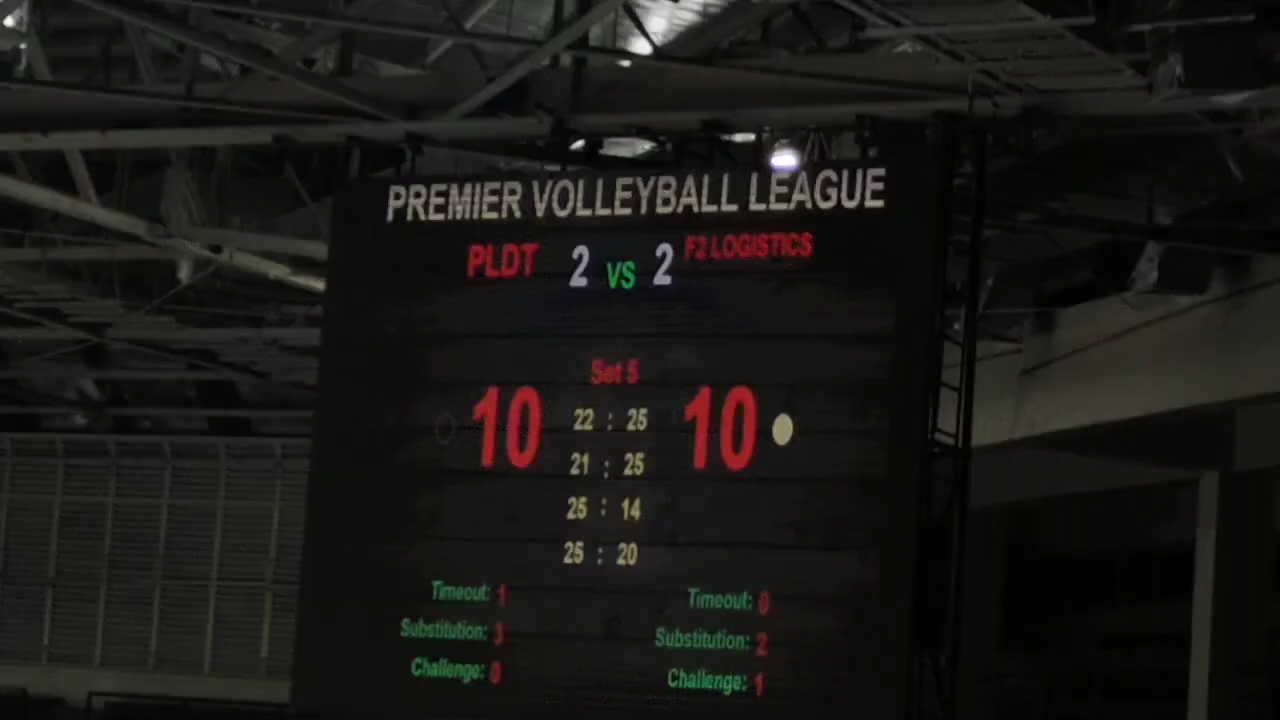 PREMIER VOLLEYBALL LEAGUE
PLDT 2 VS 2 F2 LOGISTICS
Set 5
10 22 : 25 10
21 : 25
25 : 14
25 : 20
Timeout: 1 Timeout: 0
Substitution: 3 Substitution: 2
Challenge: 0 Challenge: 1